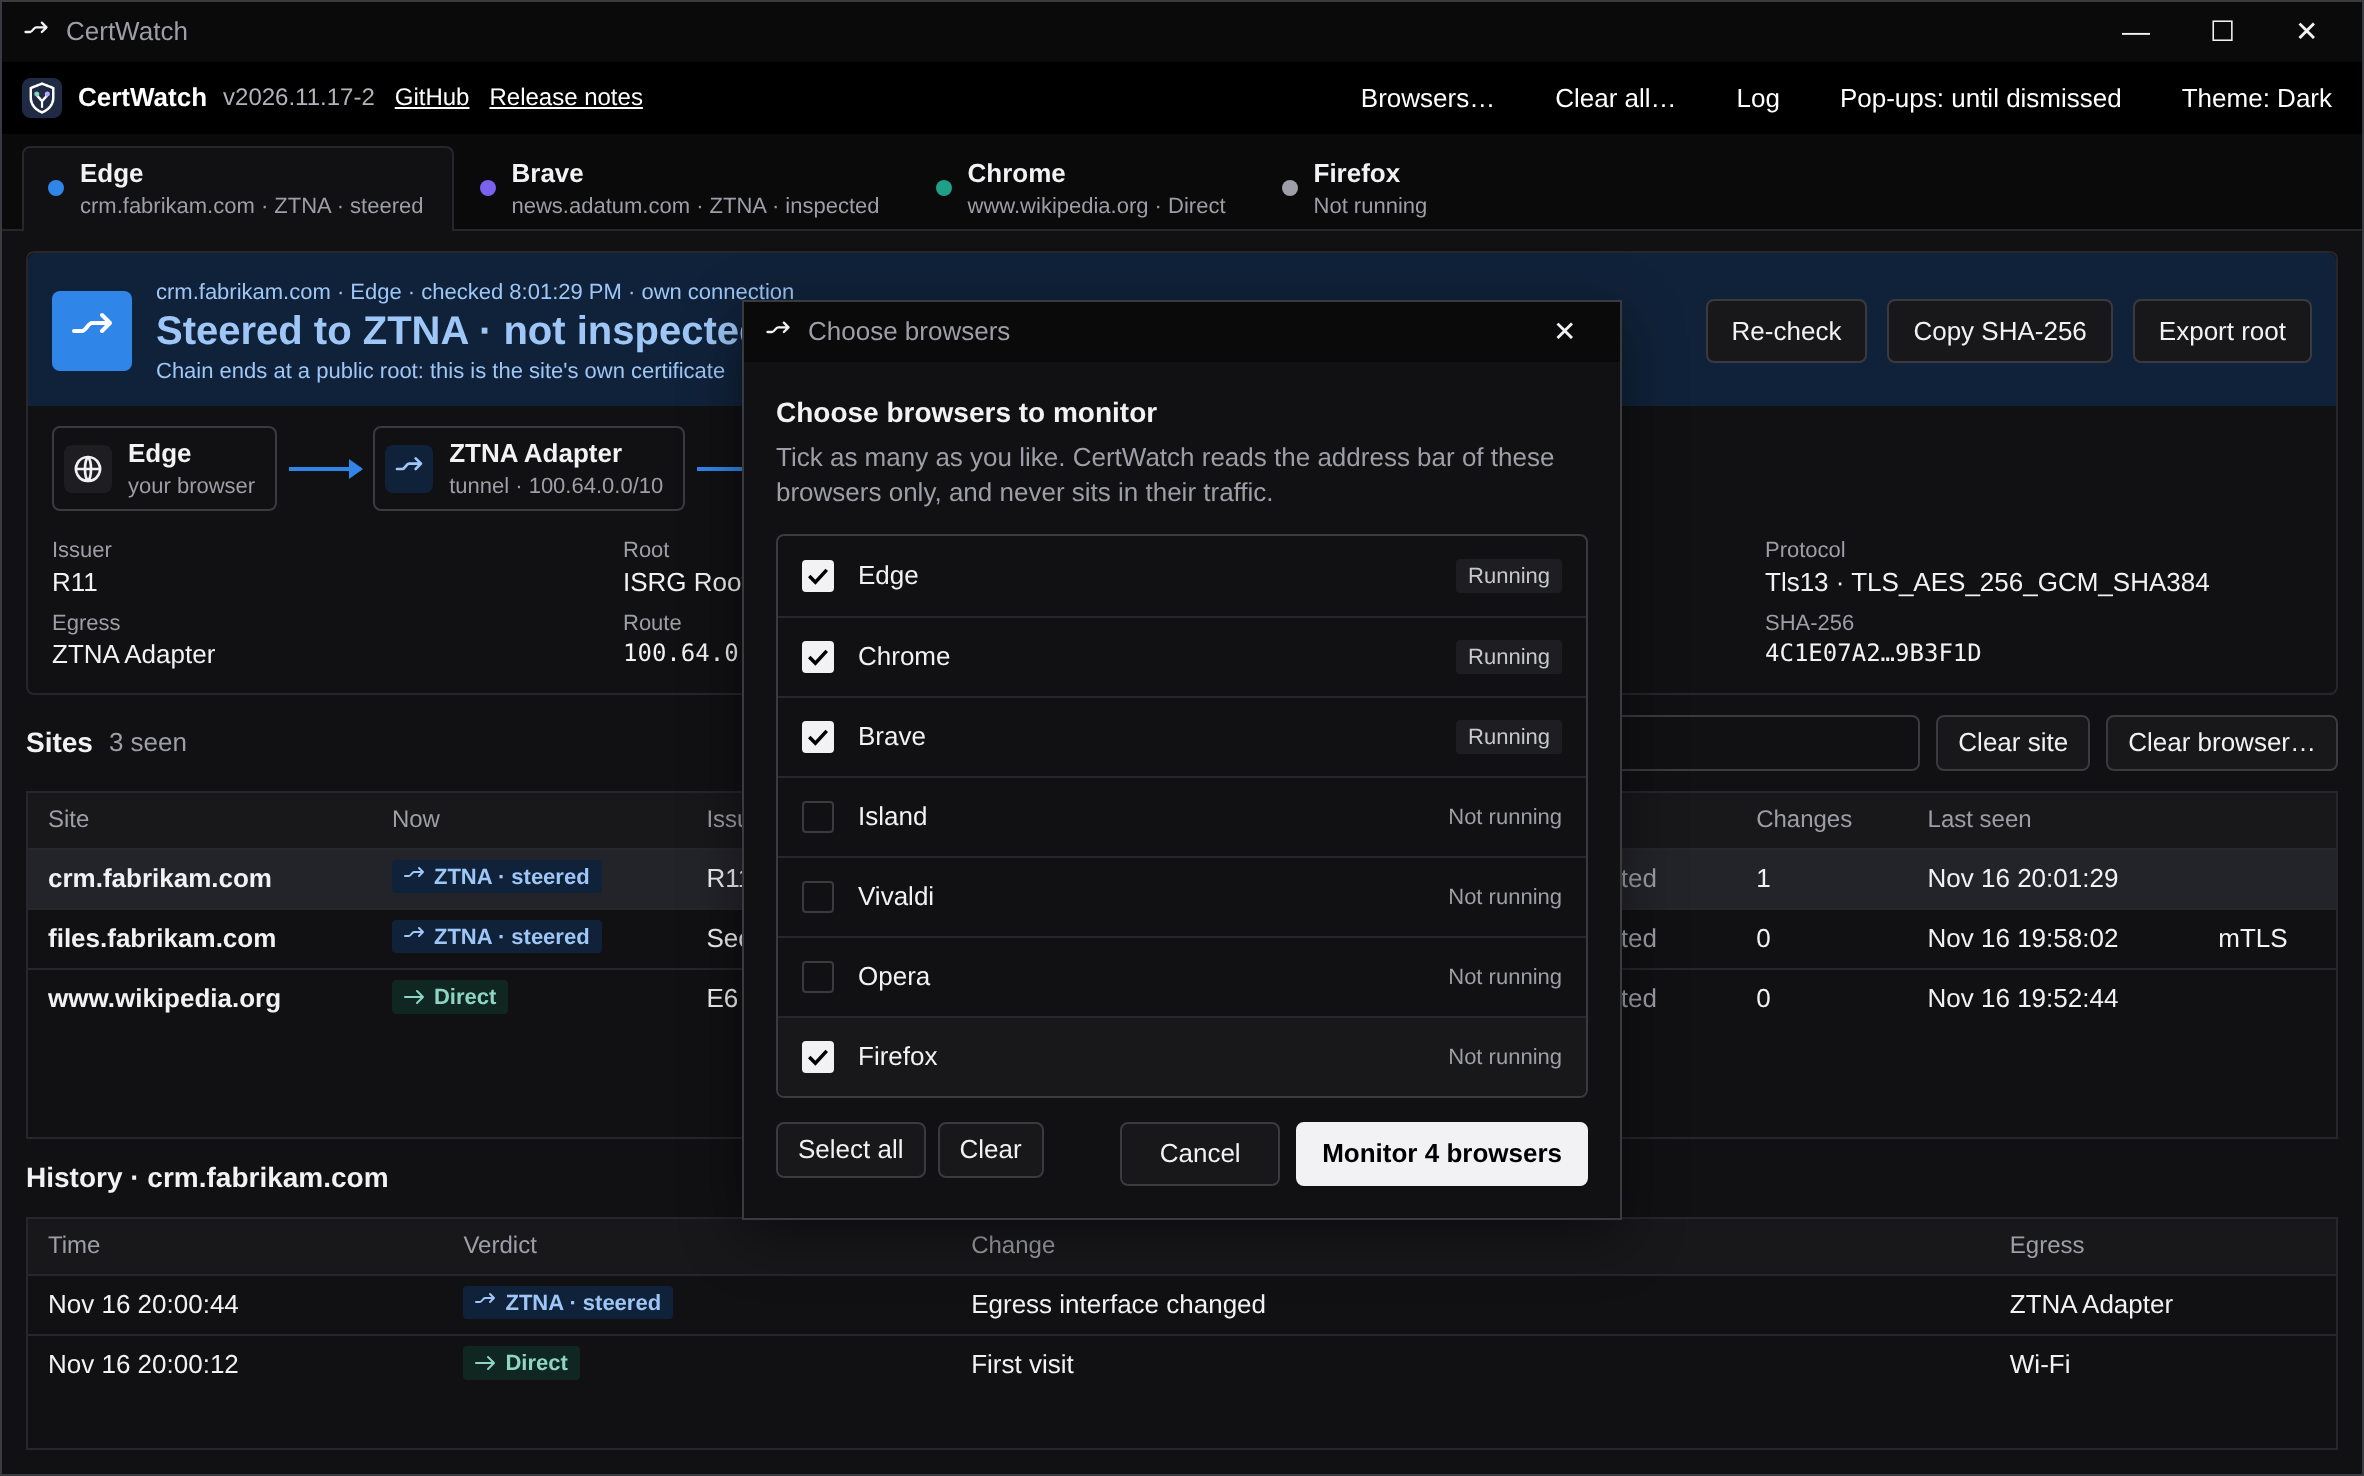 CertWatch
CertWatch v2026.11.17-2 GitHub Release notes Browsers… Clear all… Log Pop-ups: until dismissed Theme: Dark
Edge
crm.fabrikam.com · ZTNA · steered
Brave
news.adatum.com · ZTNA · inspected
Chrome
www.wikipedia.org · Direct
Firefox
Not running
crm.fabrikam.com · Edge · checked 8:01:29 PM · own connection
Steered to ZTNA · not inspected
Chain ends at a public root: this is the site's own certificate
Re-check Copy SHA-256 Export root
Edge
your browser
ZTNA Adapter
tunnel · 100.64.0.0/10
Issuer
R11
Root
ISRG Roo
Protocol
Tls13 · TLS_AES_256_GCM_SHA384
Egress
ZTNA Adapter
Route
100.64.0
SHA-256
4C1E07A2…9B3F1D
Sites 3 seen
Clear site Clear browser…
Site Now Issu Changes Last seen
crm.fabrikam.com ZTNA · steered R11 ted 1 Nov 16 20:01:29
files.fabrikam.com ZTNA · steered Sec ted 0 Nov 16 19:58:02 mTLS
www.wikipedia.org Direct E6 ted 0 Nov 16 19:52:44
History · crm.fabrikam.com
Time Verdict Change Egress
Nov 16 20:00:44 ZTNA · steered Egress interface changed ZTNA Adapter
Nov 16 20:00:12 Direct First visit Wi-Fi
Choose browsers
Choose browsers to monitor
Tick as many as you like. CertWatch reads the address bar of these
browsers only, and never sits in their traffic.
Edge Running
Chrome Running
Brave Running
Island Not running
Vivaldi Not running
Opera Not running
Firefox Not running
Select all Clear Cancel Monitor 4 browsers